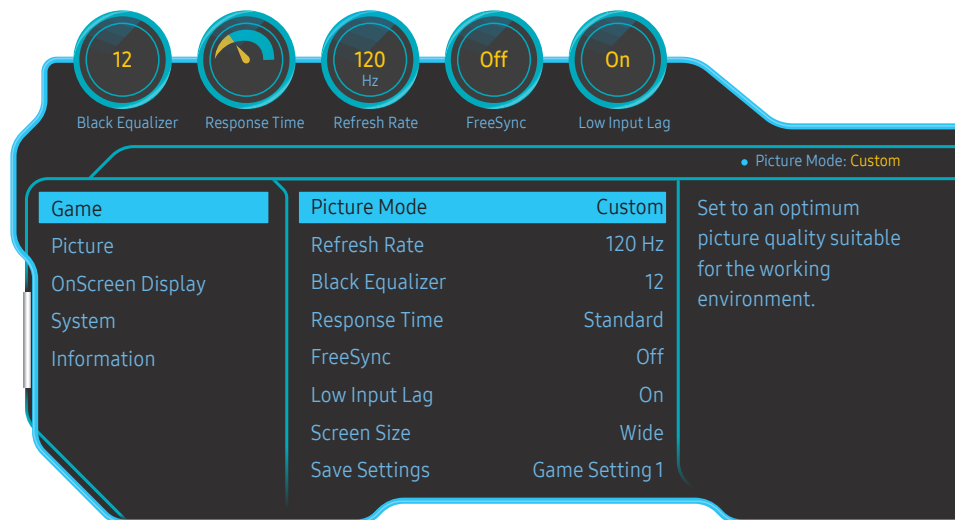 12
120
Hz
Off
On
Black Equalizer
Response Time
Refresh Rate
FreeSync
Low Input Lag
Picture Mode: Custom
Game
Picture
OnScreen Display
System
Information
Picture Mode Custom
Refresh Rate 120 Hz
Black Equalizer 12
Response Time Standard
FreeSync Off
Low Input Lag On
Screen Size Wide
Save Settings Game Setting 1
Set to an optimum
picture quality suitable
for the working
environment.